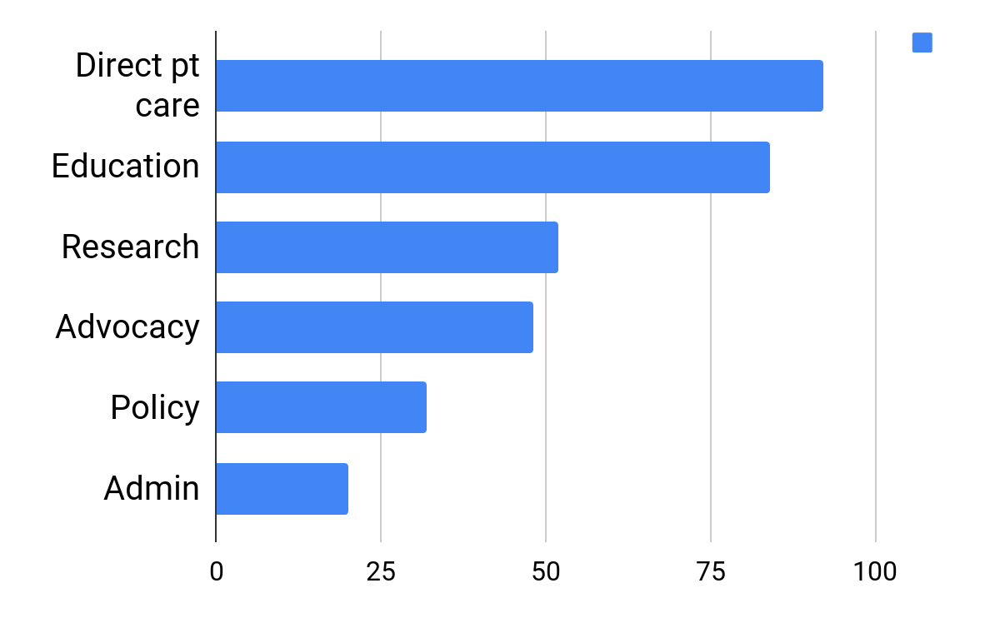 Direct pt
care
Education
Research
Advocacy
Policy
Admin
0 25 50 75 100